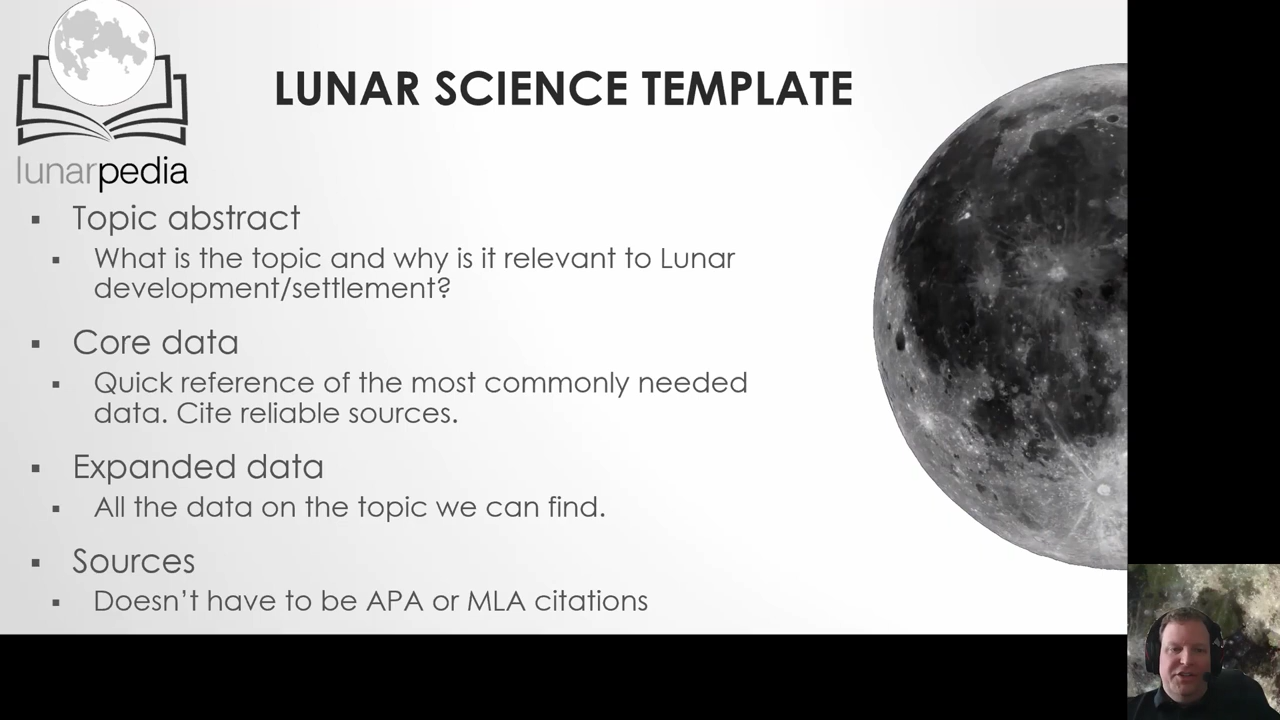 lunarpedia
LUNAR SCIENCE TEMPLATE
▪ Topic abstract
▪ What is the topic and why is it relevant to Lunar
development/settlement?
▪ Core data
▪ Quick reference of the most commonly needed
data. Cite reliable sources.
▪ Expanded data
▪ All the data on the topic we can find.
▪ Sources
▪ Doesn’t have to be APA or MLA citations